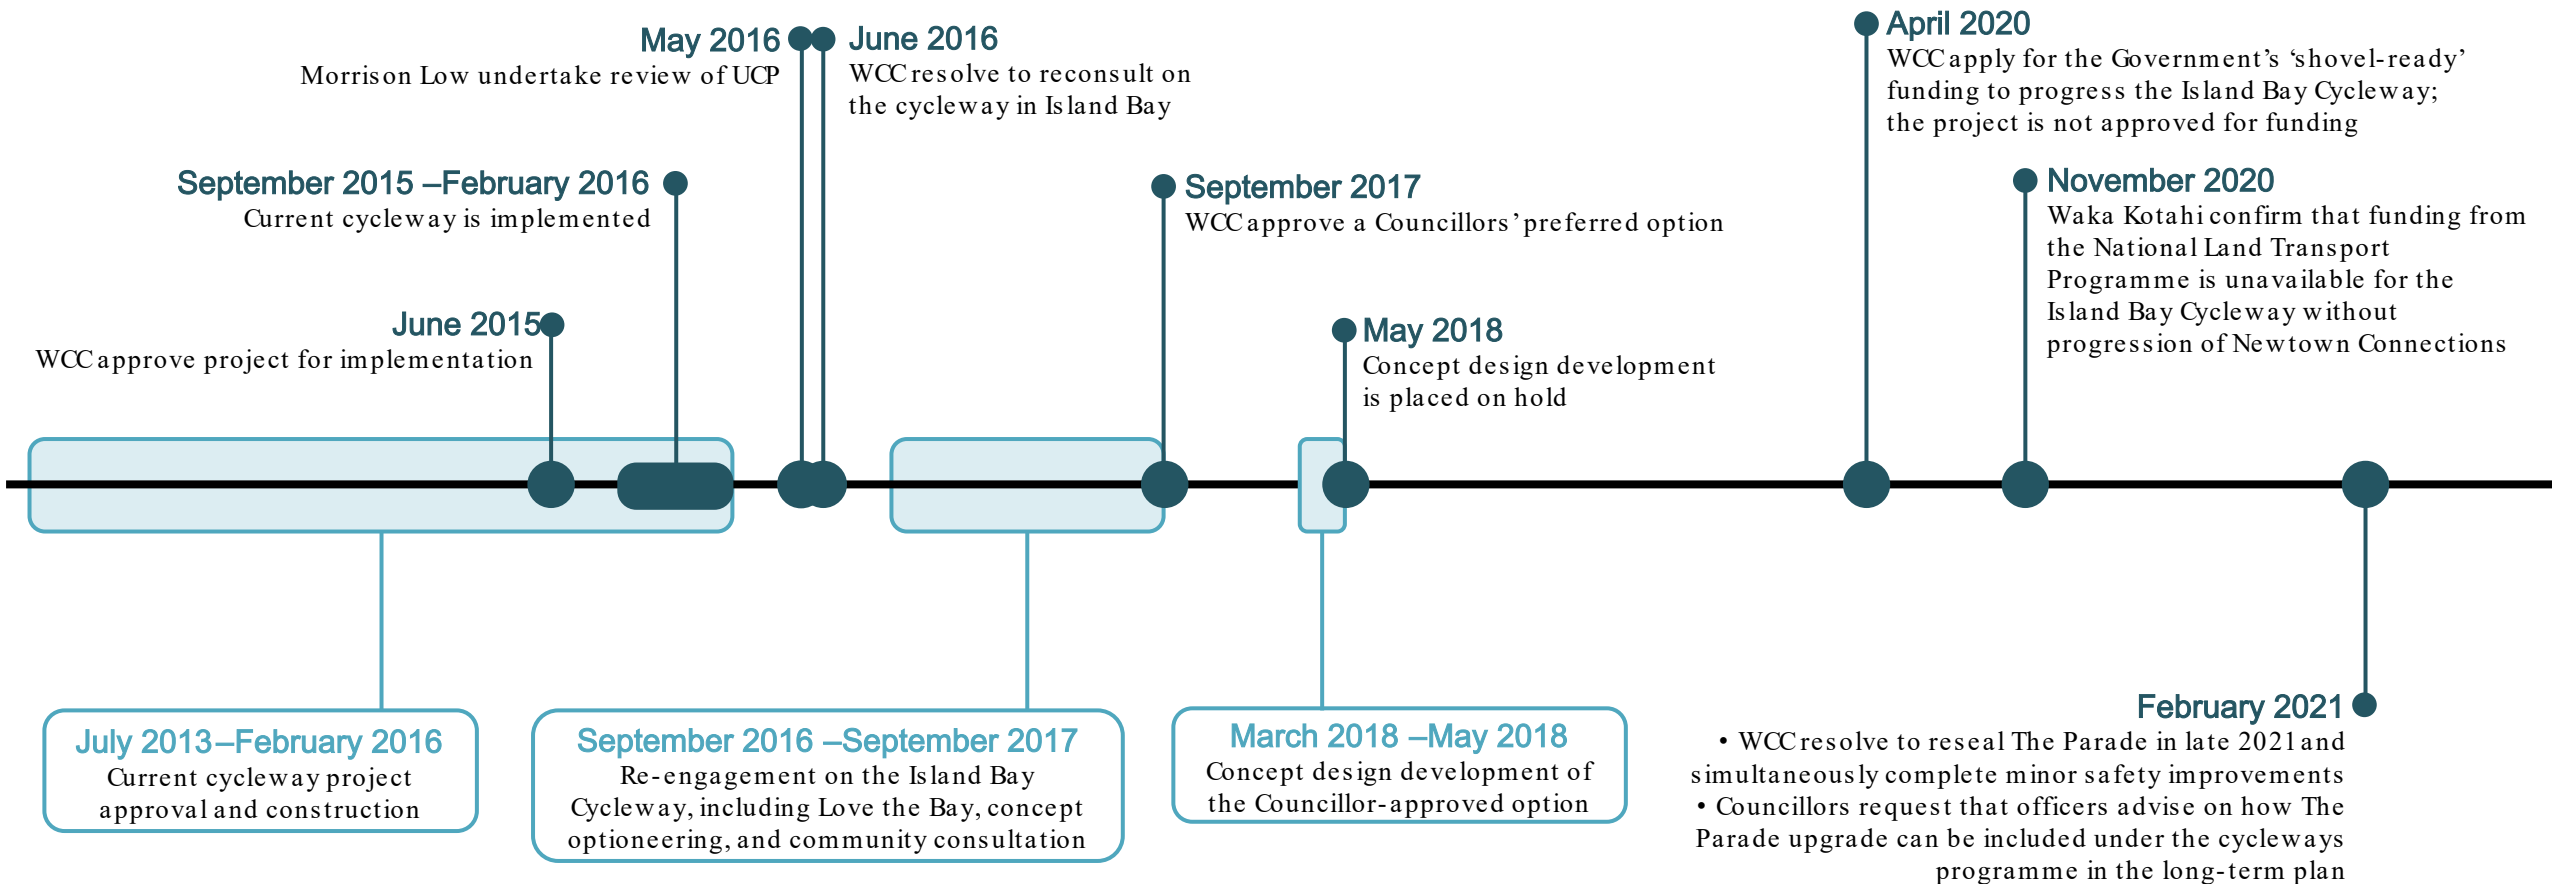 May 2016
Morrison Low undertake review of UCP
June 2016
WCC resolve to reconsult on
the cycleway in Island Bay
April 2020
WCC apply for the Government’s ‘shovel-ready’
funding to progress the Island Bay Cycleway;
the project is not approved for funding
September 2015 –February 2016
Current cycleway is implemented
September 2017
WCC approve a Councillors’ preferred option
November 2020
Waka Kotahi confirm that funding from
the National Land Transport
Programme is unavailable for the
Island Bay Cycleway without
progression of Newtown Connections
June 2015
WCC approve project for implementation
May 2018
Concept design development
is placed on hold
July 2013–February 2016
Current cycleway project
approval and construction
September 2016 –September 2017
Re-engagement on the Island Bay
Cycleway, including Love the Bay, concept
optioneering, and community consultation
March 2018 –May 2018
Concept design development of
the Councillor-approved option
February 2021
• WCC resolve to reseal The Parade in late 2021 and
simultaneously complete minor safety improvements
• Councillors request that officers advise on how The
Parade upgrade can be included under the cycleways
programme in the long-term plan